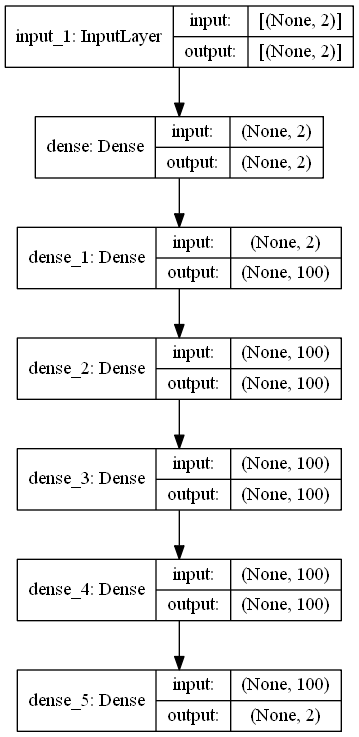 input_1: InputLayer
input: [(None, 2)]
output: [(None, 2)]
dense: Dense
input: (None, 2)
output: (None, 2)
dense_1: Dense
input: (None, 2)
output: (None, 100)
dense_2: Dense
input: (None, 100)
output: (None, 100)
dense_3: Dense
input: (None, 100)
output: (None, 100)
dense_4: Dense
input: (None, 100)
output: (None, 100)
dense_5: Dense
input: (None, 100)
output: (None, 2)